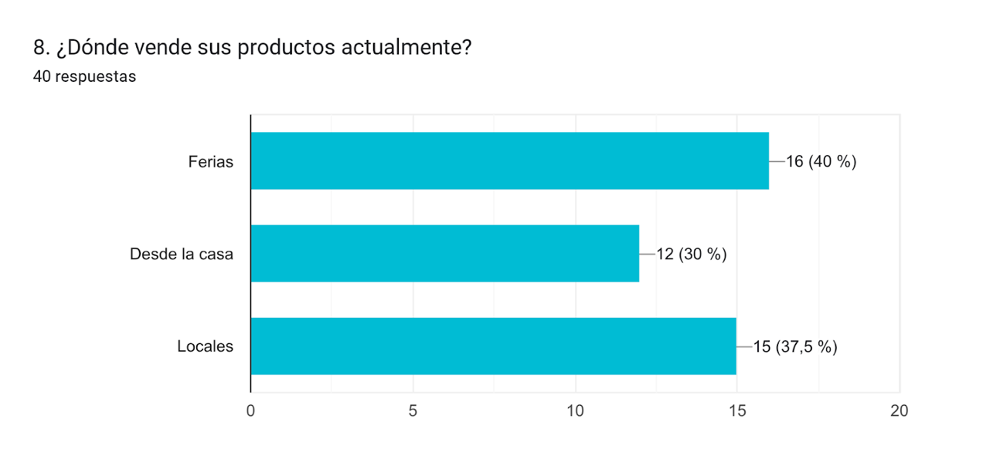 8. ¿Dónde vende sus productos actualmente?
40 respuestas
Ferias
16 (40 %)
Desde la casa
12 (30 %)
Locales
15 (37,5 %)
0 5 10 15 20